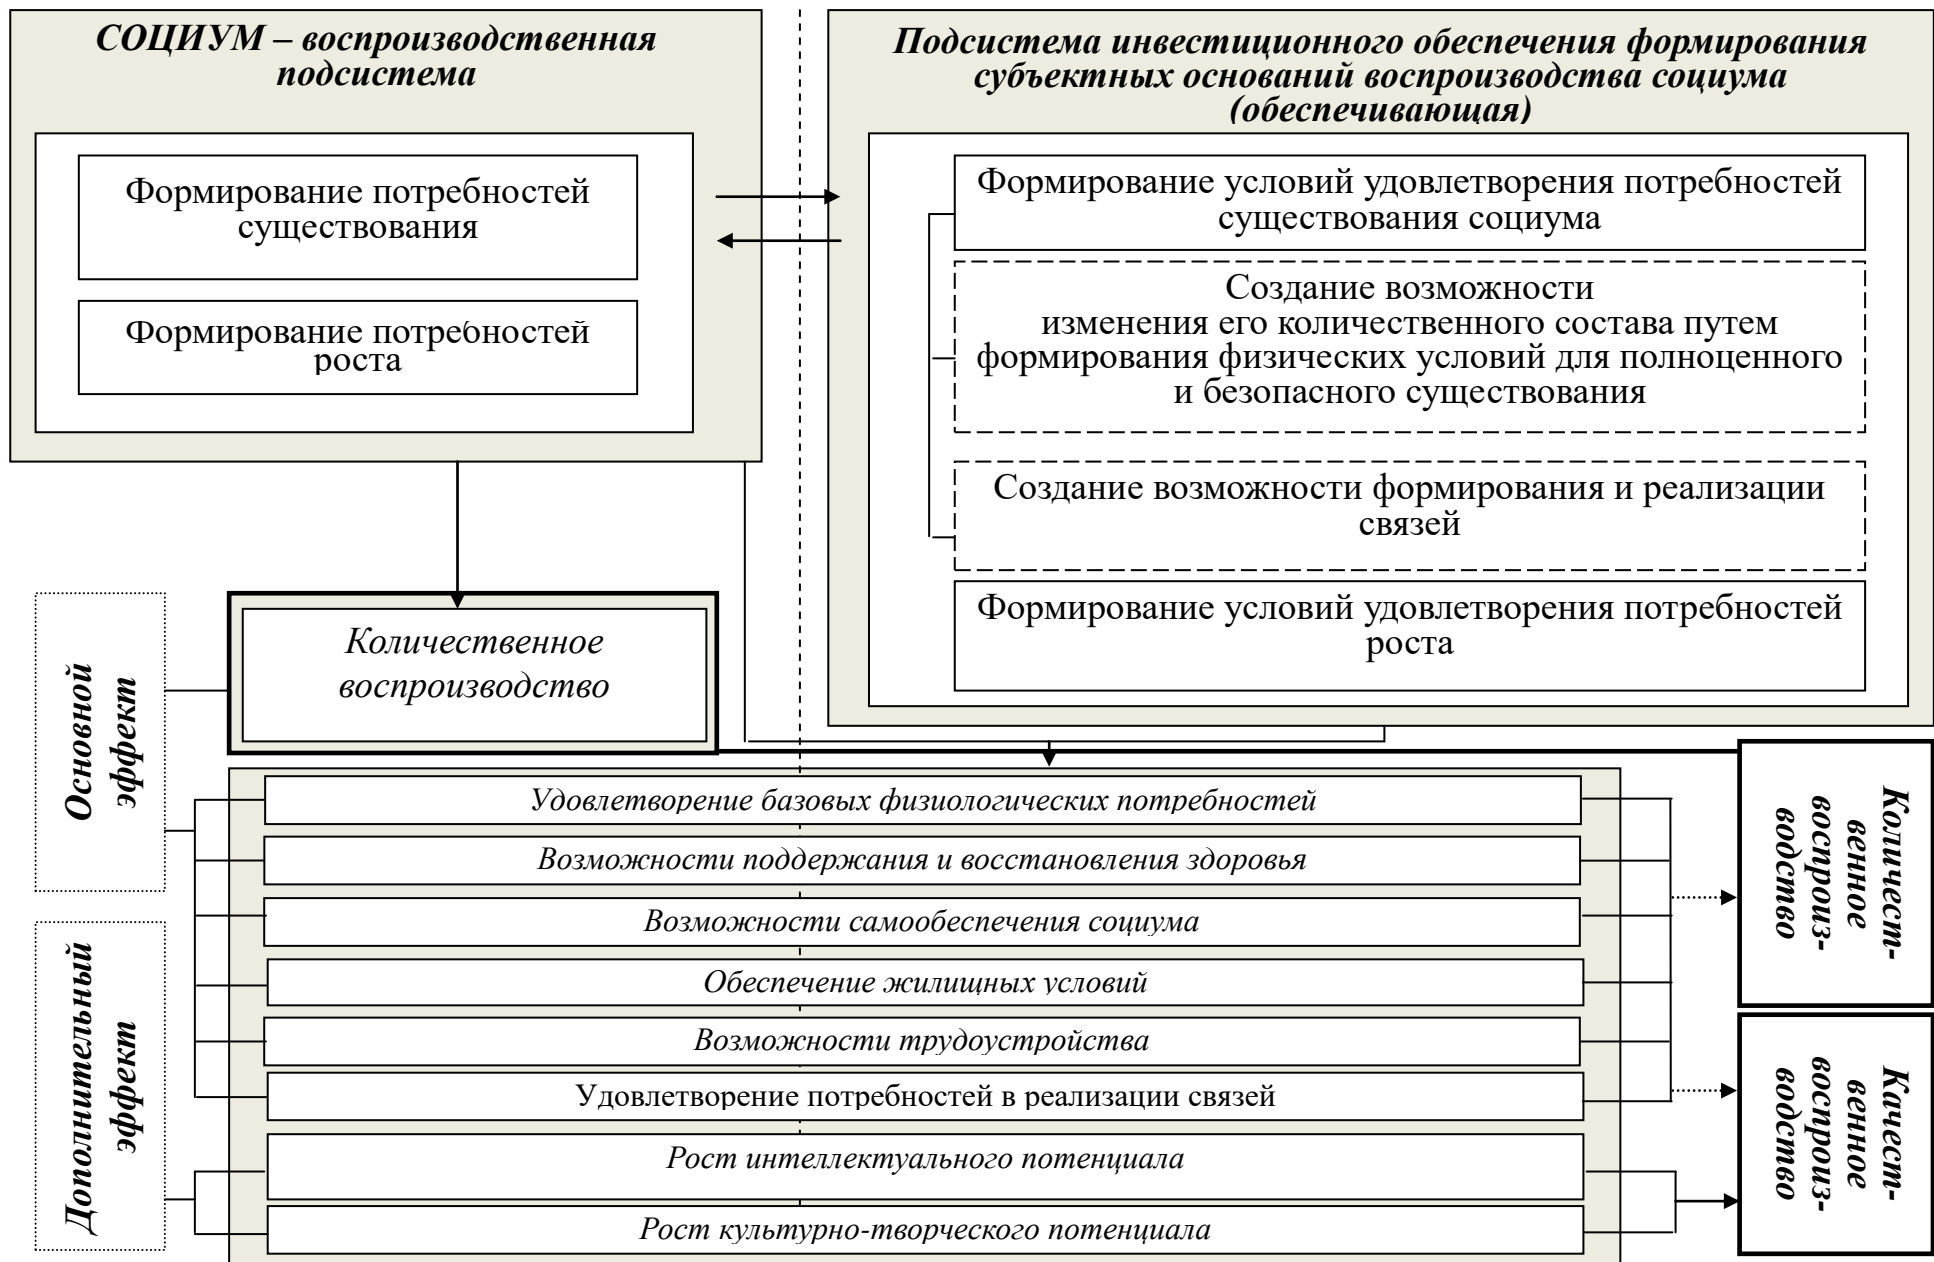 СОЦИУМ – воспроизводственная
подсистема
Формирование потребностей
существования
Формирование потребностей
роста
Подсистема инвестиционного обеспечения формирования
субъектных оснований воспроизводства социума
(обеспечивающая)
Формирование условий удовлетворения потребностей
существования социума
Создание возможности
изменения его количественного состава путем
формирования физических условий для полноценного
и безопасного существования
Создание возможности формирования и реализации
связей
Формирование условий удовлетворения потребностей
роста
Основной
эффект
Количественное
воспроизводство
Дополнительный
эффект
Удовлетворение базовых физиологических потребностей
Возможности поддержания и восстановления здоровья
Возможности самообеспечения социума
Обеспечение жилищных условий
Возможности трудоустройства
Удовлетворение потребностей в реализации связей
Рост интеллектуального потенциала
Рост культурно-творческого потенциала
Количест-
венное
воспроиз-
водство
Качест-
венное
воспроиз-
водство